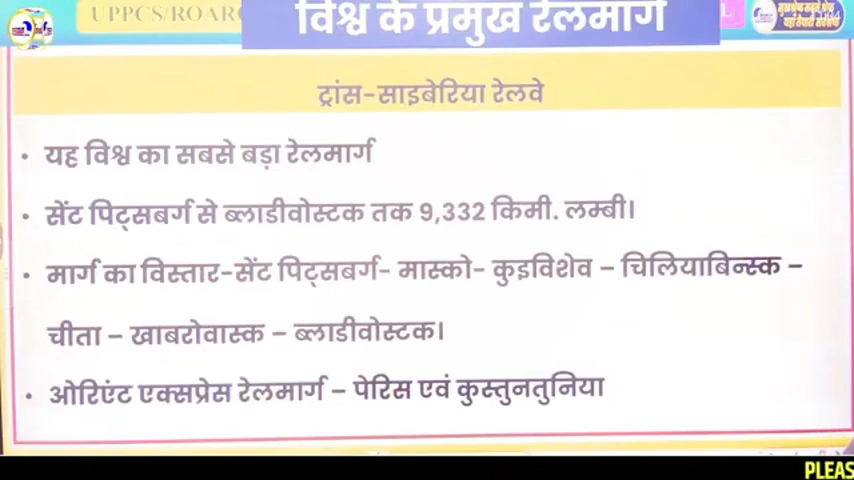 UPPCS/ROARO
विश्व के प्रमुख रेलमार्ग
ट्रांस-साइबेरिया रेलवे
• यह विश्व का सबसे बड़ा रेलमार्ग
• सेंट पिट्सबर्ग से ब्लाडीवोस्टक तक 9,332 किमी. लम्बी।
• मार्ग का विस्तार-सेंट पिट्सबर्ग- मास्को- कुइविशेव – चिलियाबिन्स्क –
चीता – खाबरोवास्क – ब्लाडीवोस्टक।
• ओरिएंट एक्सप्रेस रेलमार्ग – पेरिस एवं कुस्तुनतुनिया
PLEAS